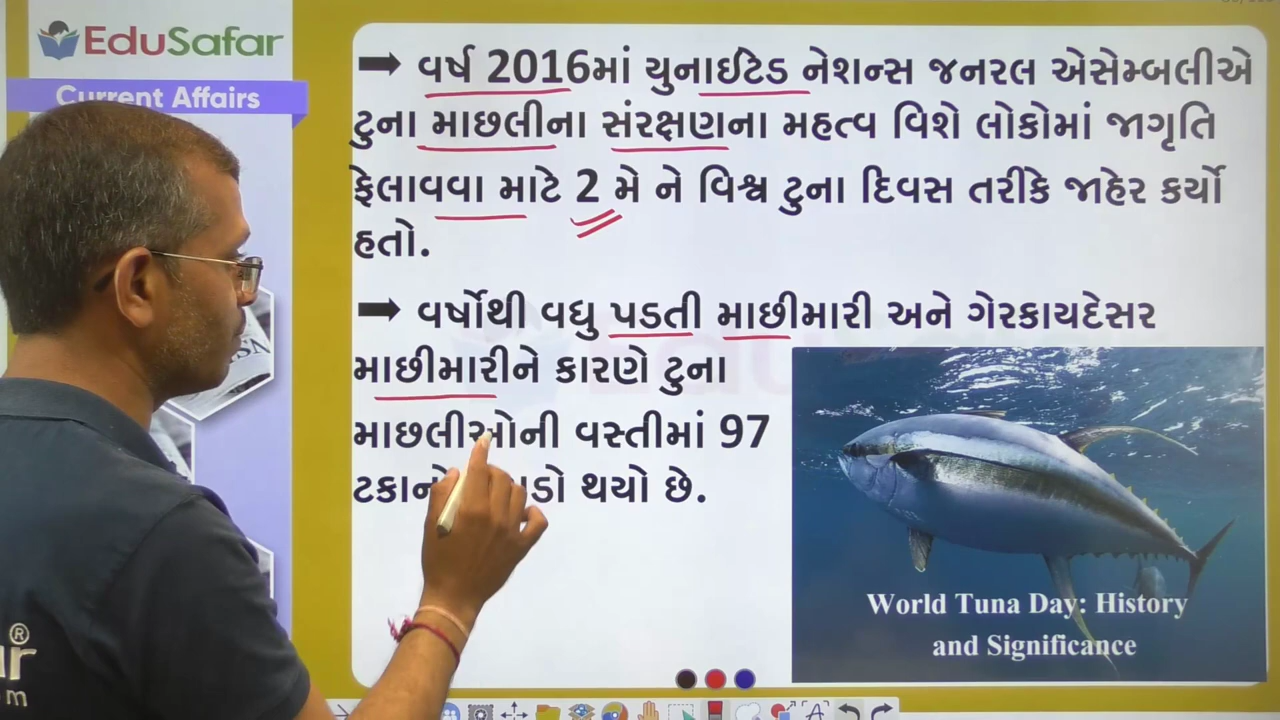 EduSafar
Current Affairs
➡ વર્ષ 2016માં યુનાઈટેડ નેશન્સ જનરલ એસેમ્બલીએ
ટુના માછલીના સંરક્ષણના મહત્વ વિશે લોકોમાં જાગૃતિ
ફેલાવવા માટે 2 મે ને વિશ્વ ટુના દિવસ તરીકે જાહેર કર્યો
હતો.
➡ વર્ષોથી વધુ પડતી માછીમારી અને ગેરકાયદેસર
માછીમારીને કારણે ટુના
માછલીઓની વસ્તીમાં 97
થયો છે.
World Tuna Day: History
and Significance